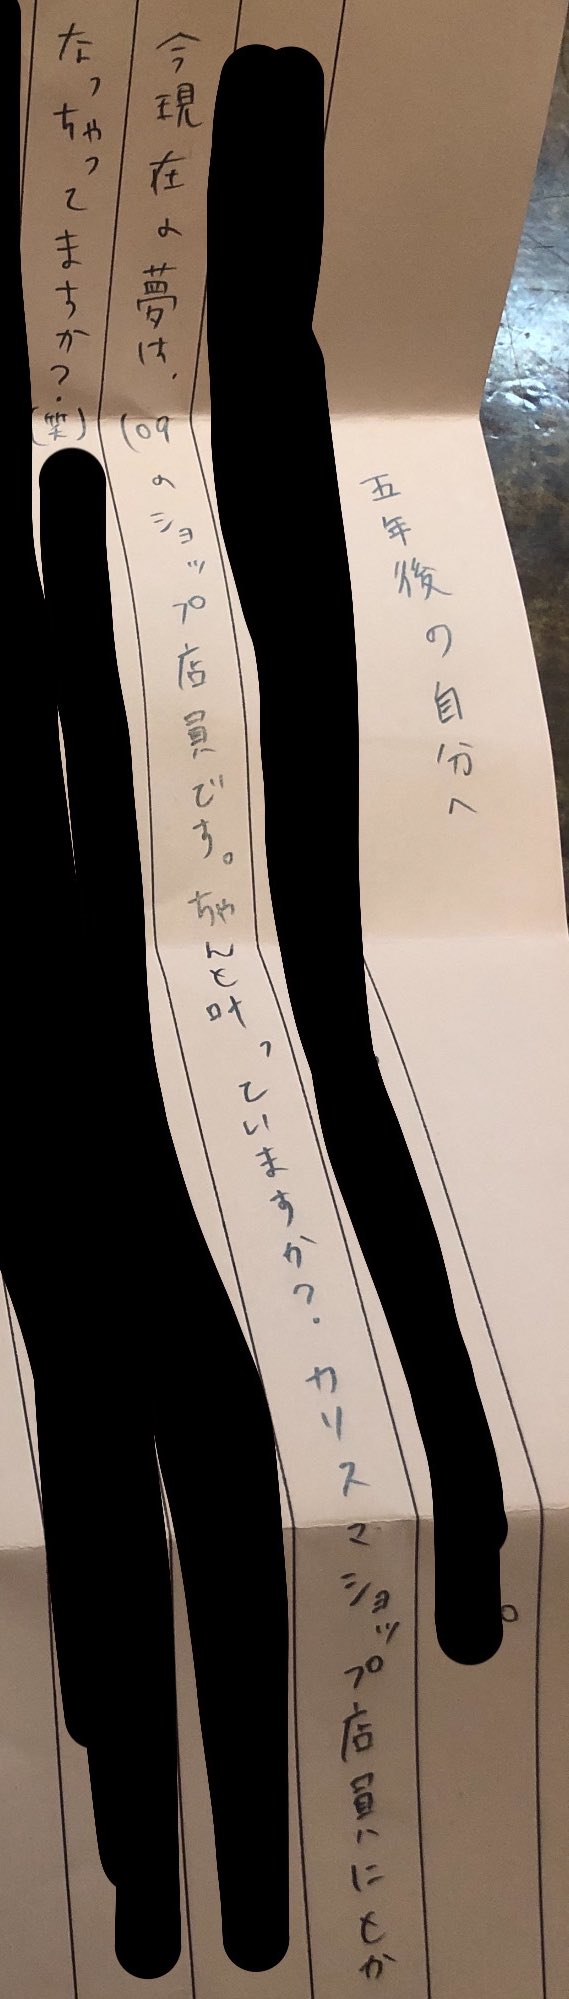 五年後の自分へ
。
今現在の夢は、109のショップ店員です。ちゃんと叶っていますか？カリスマショップ店員にとか
なっちゃってますか？(笑)